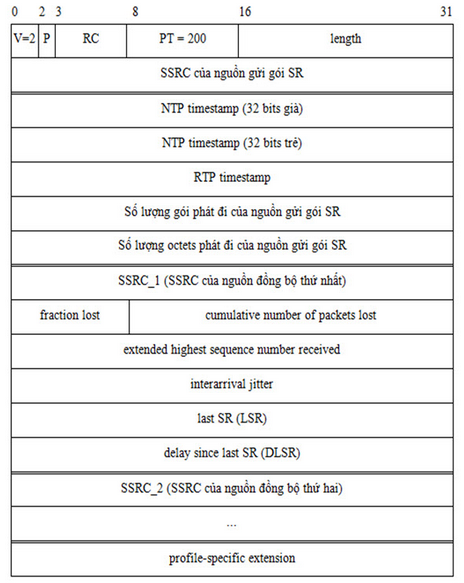 0 2 3 8 16 31
V=2 P RC PT = 200 length
SSRC của nguồn gửi gói SR
NTP timestamp (32 bits già)
NTP timestamp (32 bits trẻ)
RTP timestamp
Số lượng gói phát đi của nguồn gửi gói SR
Số lượng octets phát đi của nguồn gửi gói SR
SSRC_1 (SSRC của nguồn đồng bộ thứ nhất)
fraction lost cumulative number of packets lost
extended highest sequence number received
interarrival jitter
last SR (LSR)
delay since last SR (DLSR)
SSRC_2 (SSRC của nguồn đồng bộ thứ hai)
...
profile-specific extension